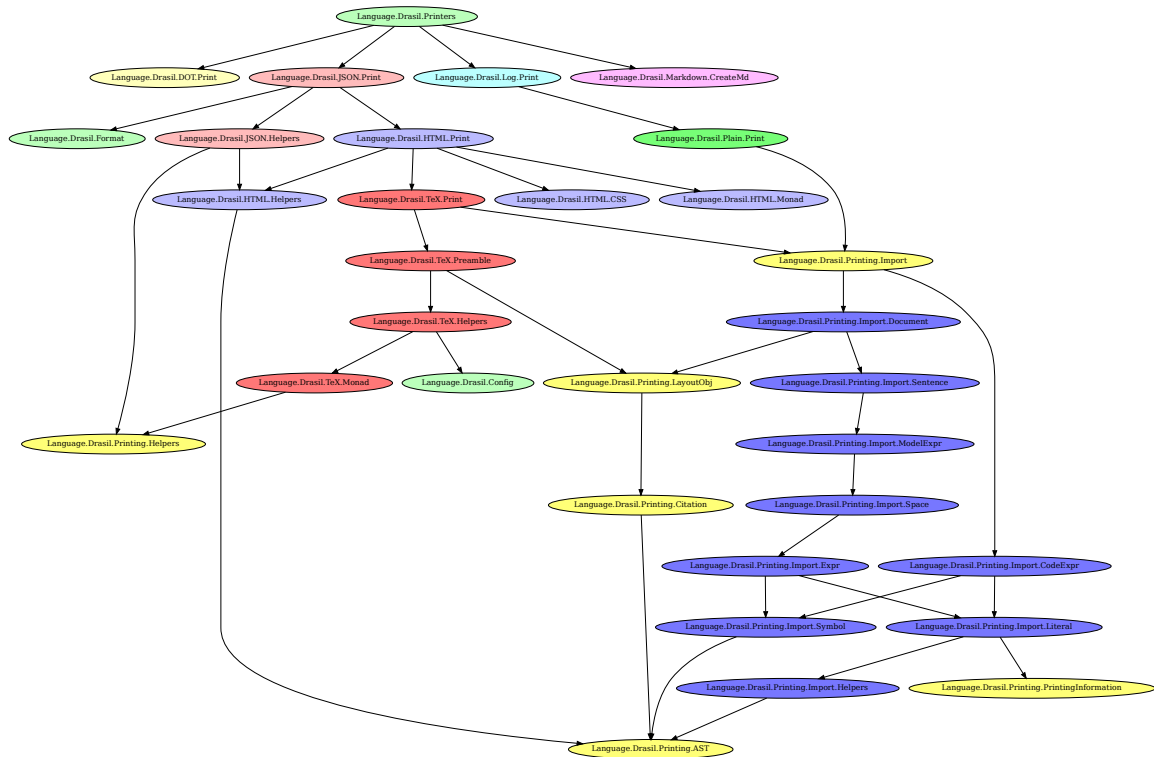 Language.Drasil.Printers
Language.Drasil.DOT.Print
Language.Drasil.JSON.Print
Language.Drasil.Log.Print
Language.Drasil.Markdown.CreateMd
Language.Drasil.Format
Language.Drasil.JSON.Helpers
Language.Drasil.HTML.Print
Language.Drasil.Plain.Print
Language.Drasil.HTML.Helpers
Language.Drasil.TeX.Print
Language.Drasil.HTML.CSS
Language.Drasil.HTML.Monad
Language.Drasil.TeX.Preamble
Language.Drasil.Printing.Import
Language.Drasil.TeX.Helpers
Language.Drasil.Printing.Import.Document
Language.Drasil.TeX.Monad
Language.Drasil.Config
Language.Drasil.Printing.LayoutObj
Language.Drasil.Printing.Import.Sentence
Language.Drasil.Printing.Helpers
Language.Drasil.Printing.Import.ModelExpr
Language.Drasil.Printing.Citation
Language.Drasil.Printing.Import.Space
Language.Drasil.Printing.Import.Expr
Language.Drasil.Printing.Import.CodeExpr
Language.Drasil.Printing.Import.Symbol
Language.Drasil.Printing.Import.Literal
Language.Drasil.Printing.Import.Helpers
Language.Drasil.Printing.PrintingInformation
Language.Drasil.Printing.AST